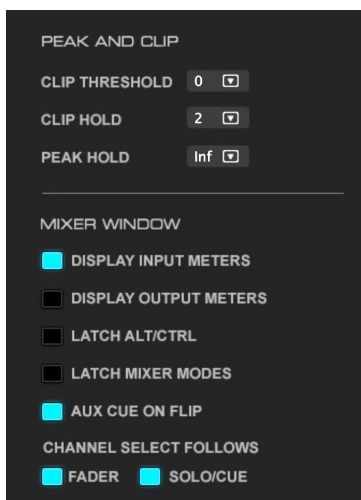 PEAK AND CLIP
CLIP THRESHOLD 0
CLIP HOLD 2
PEAK HOLD Inf
MIXER WINDOW
DISPLAY INPUT METERS
DISPLAY OUTPUT METERS
LATCH ALT/CTRL
LATCH MIXER MODES
AUX CUE ON FLIP
CHANNEL SELECT FOLLOWS
FADER SOLO/CUE